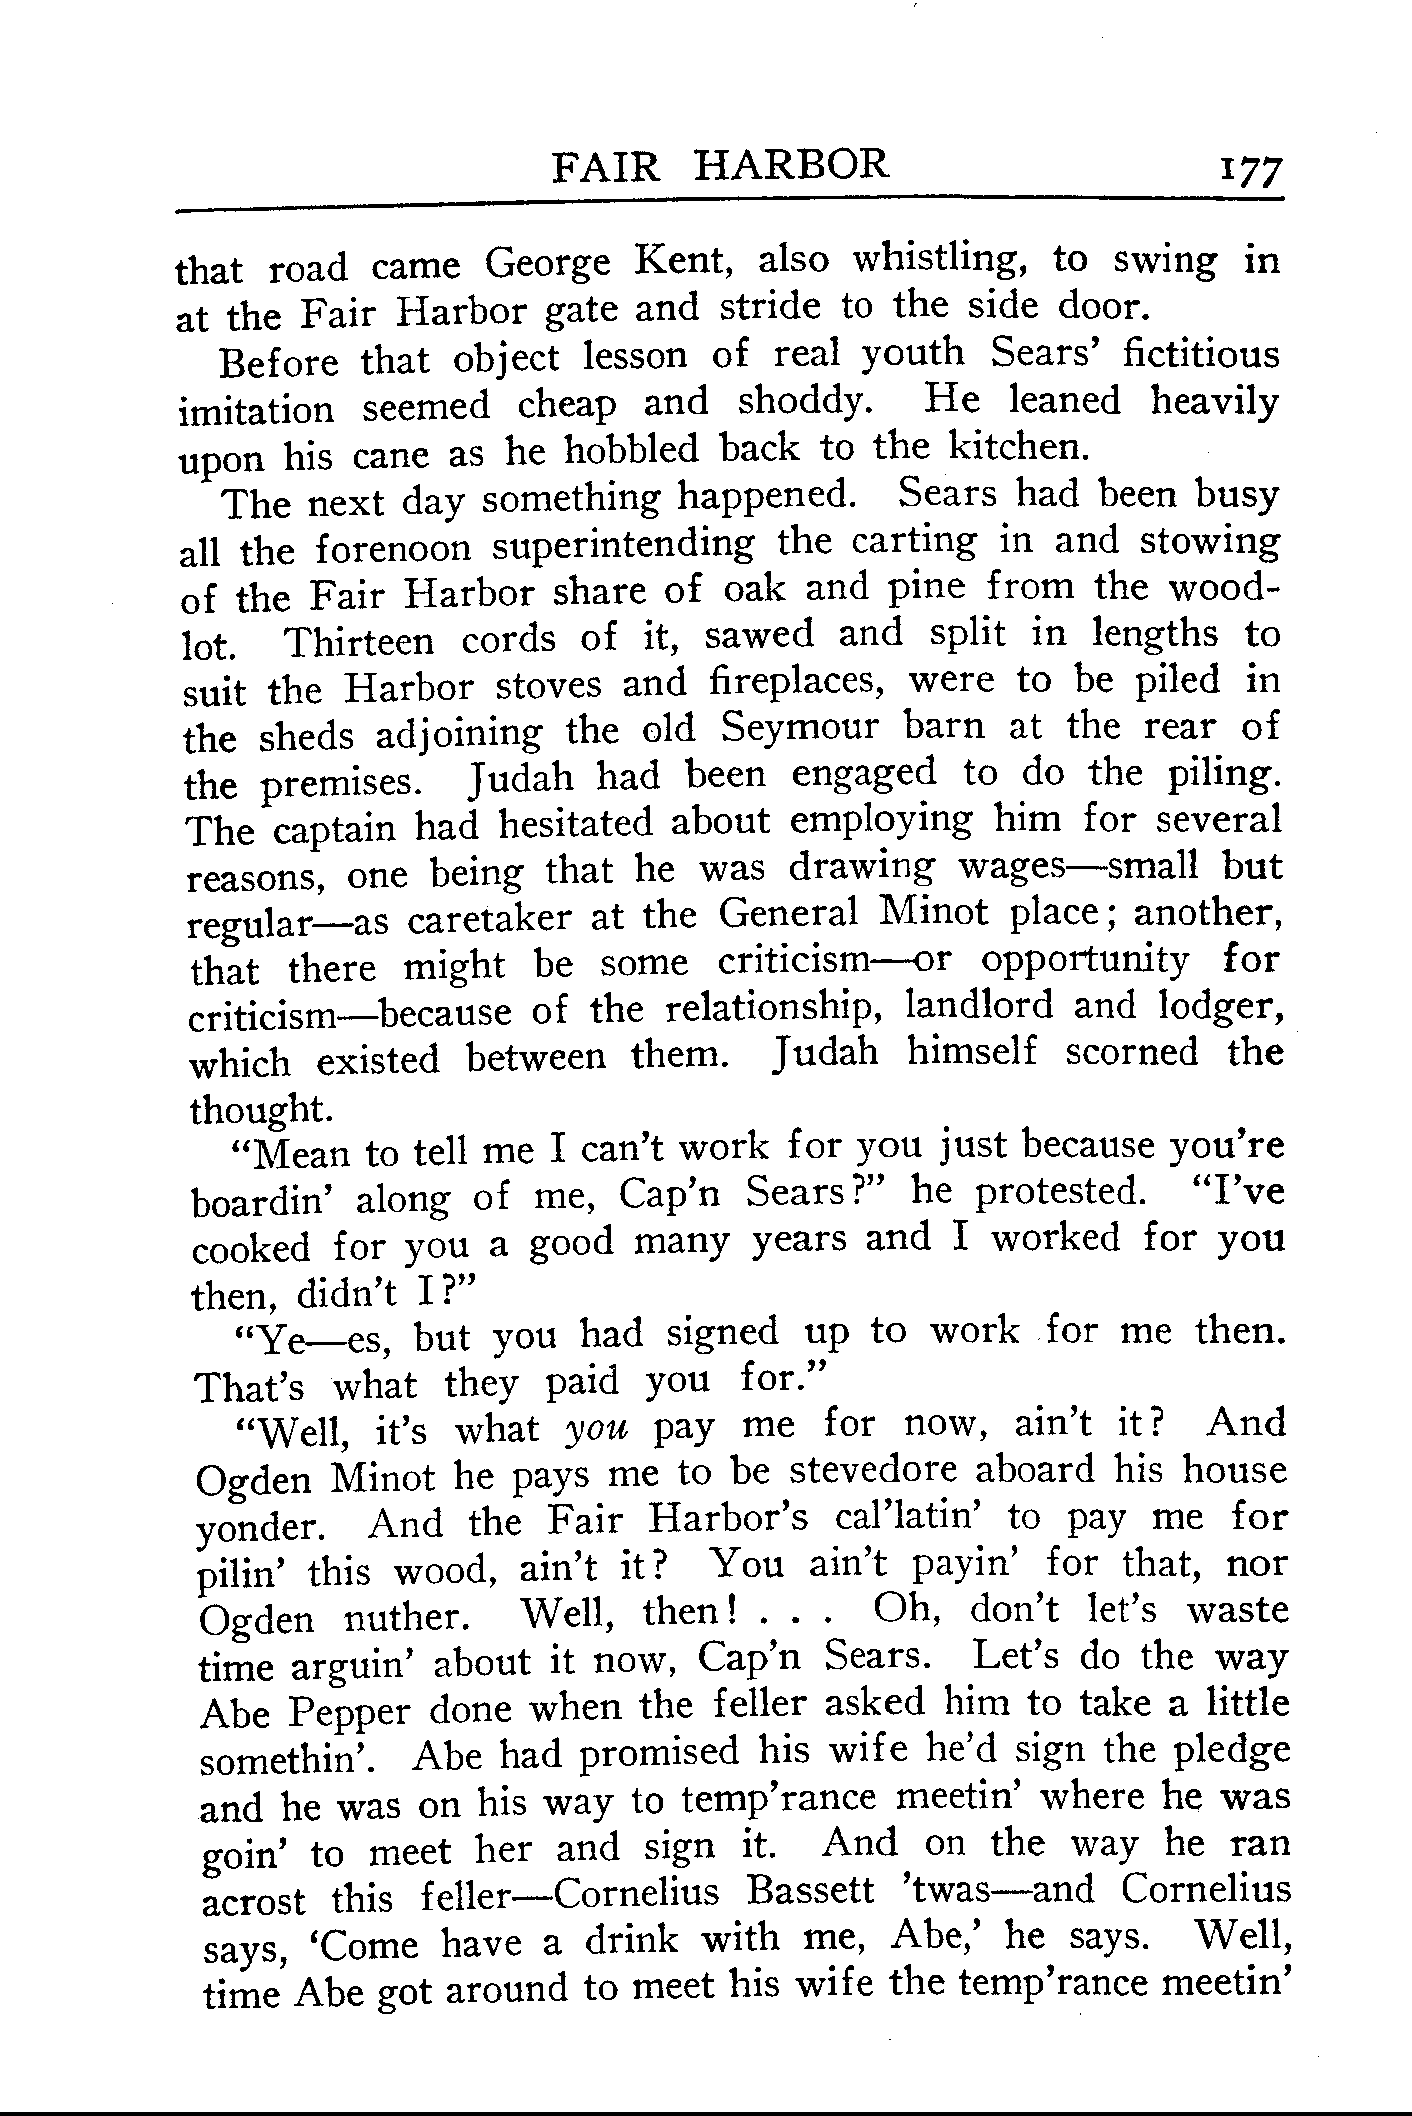 FAIR HARBOR 177
that road came George Kent, also whistling, to swing in
at the Fair Harbor gate and stride to the side door.
Before that object lesson of real youth Sears’ fictitious
imitation seemed cheap and shoddy. He leaned heavily
upon his cane as he hobbled back to the kitchen.
The next day something happened. Sears had been busy
all the forenoon superintending the carting in and stowing
of the Fair Harbor share of oak and pine from the wood-
lot. Thirteen cords of it, sawed and split in lengths to
suit the Harbor stoves and fireplaces, were to be piled in
the sheds adjoining the old Seymour barn at the rear of
the premises. Judah had been engaged to do the piling.
The captain had hesitated about employing him for several
reasons, one being that he was drawing wages—small but
regular—as caretaker at the General Minot place; another,
that there might be some criticism—or opportunity for
criticism—because of the relationship, landlord and lodger,
which existed between them. Judah himself scorned the
thought.
“Mean to tell me I can’t work for you just because you’re
boardin’ along of me, Cap’n Sears?” he protested. “I’ve
cooked for you a good many years and I worked for you
then, didn’t I?”
“Ye—es, but you had signed up to work for me then.
That’s what they paid you for.”
“Well, it’s what you pay me for now, ain’t it? And
Ogden Minot he pays me to be stevedore aboard his house
yonder. And the Fair Harbor’s cal’latin’ to pay me for
pilin’ this wood, ain’t it? You ain’t payin’ for that, nor
Ogden nuther. Well, then! . . . Oh, don’t let’s waste
time arguin’ about it now, Cap’n Sears. Let’s do the way
Abe Pepper done when the feller asked him to take a little
somethin’. Abe had promised his wife he’d sign the pledge
and he was on his way to temp’rance meetin’ where he was
goin’ to meet her and sign it. And on the way he ran
acrost this feller—Cornelius Bassett ’twas—and Cornelius
says, ‘Come have a drink with me, Abe,’ he says. Well,
time Abe got around to meet his wife the temp’rance meetin’